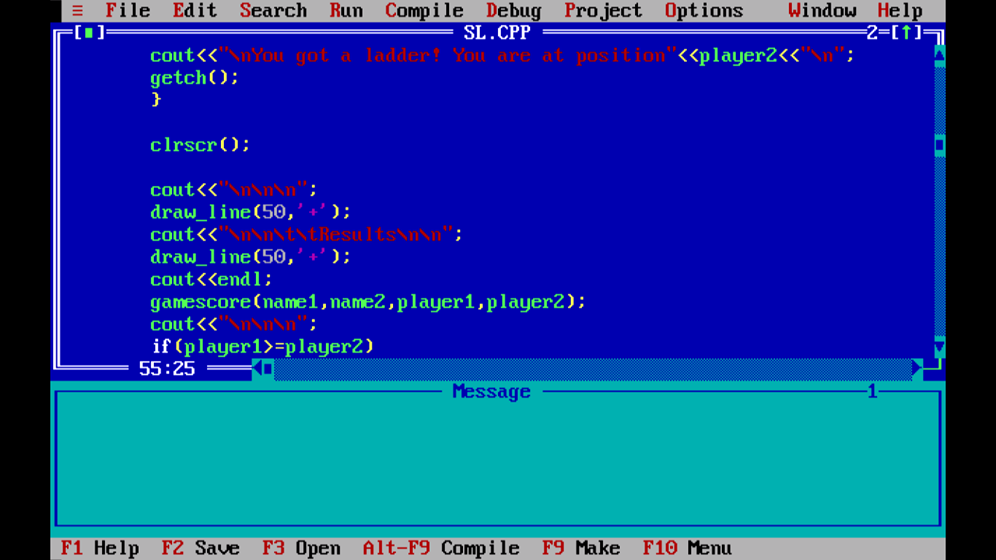 ≡ File Edit Search Run Compile Debug Project Options Window Help
[■] SL.CPP 2=[↑]
cout<<"\nYou got a ladder! You are at position"<<player2<<"\n";
getch();
}
clrscr();
cout<<"\n\n\n";
draw_line(50,'+');
cout<<"\n\n\t\tResults\n\n";
draw_line(50,'+');
cout<<endl;
gamescore(name1,name2,player1,player2);
cout<<"\n\n\n";
if(player1>=player2)
55:25
Message 1
F1 Help F2 Save F3 Open Alt-F9 Compile F9 Make F10 Menu